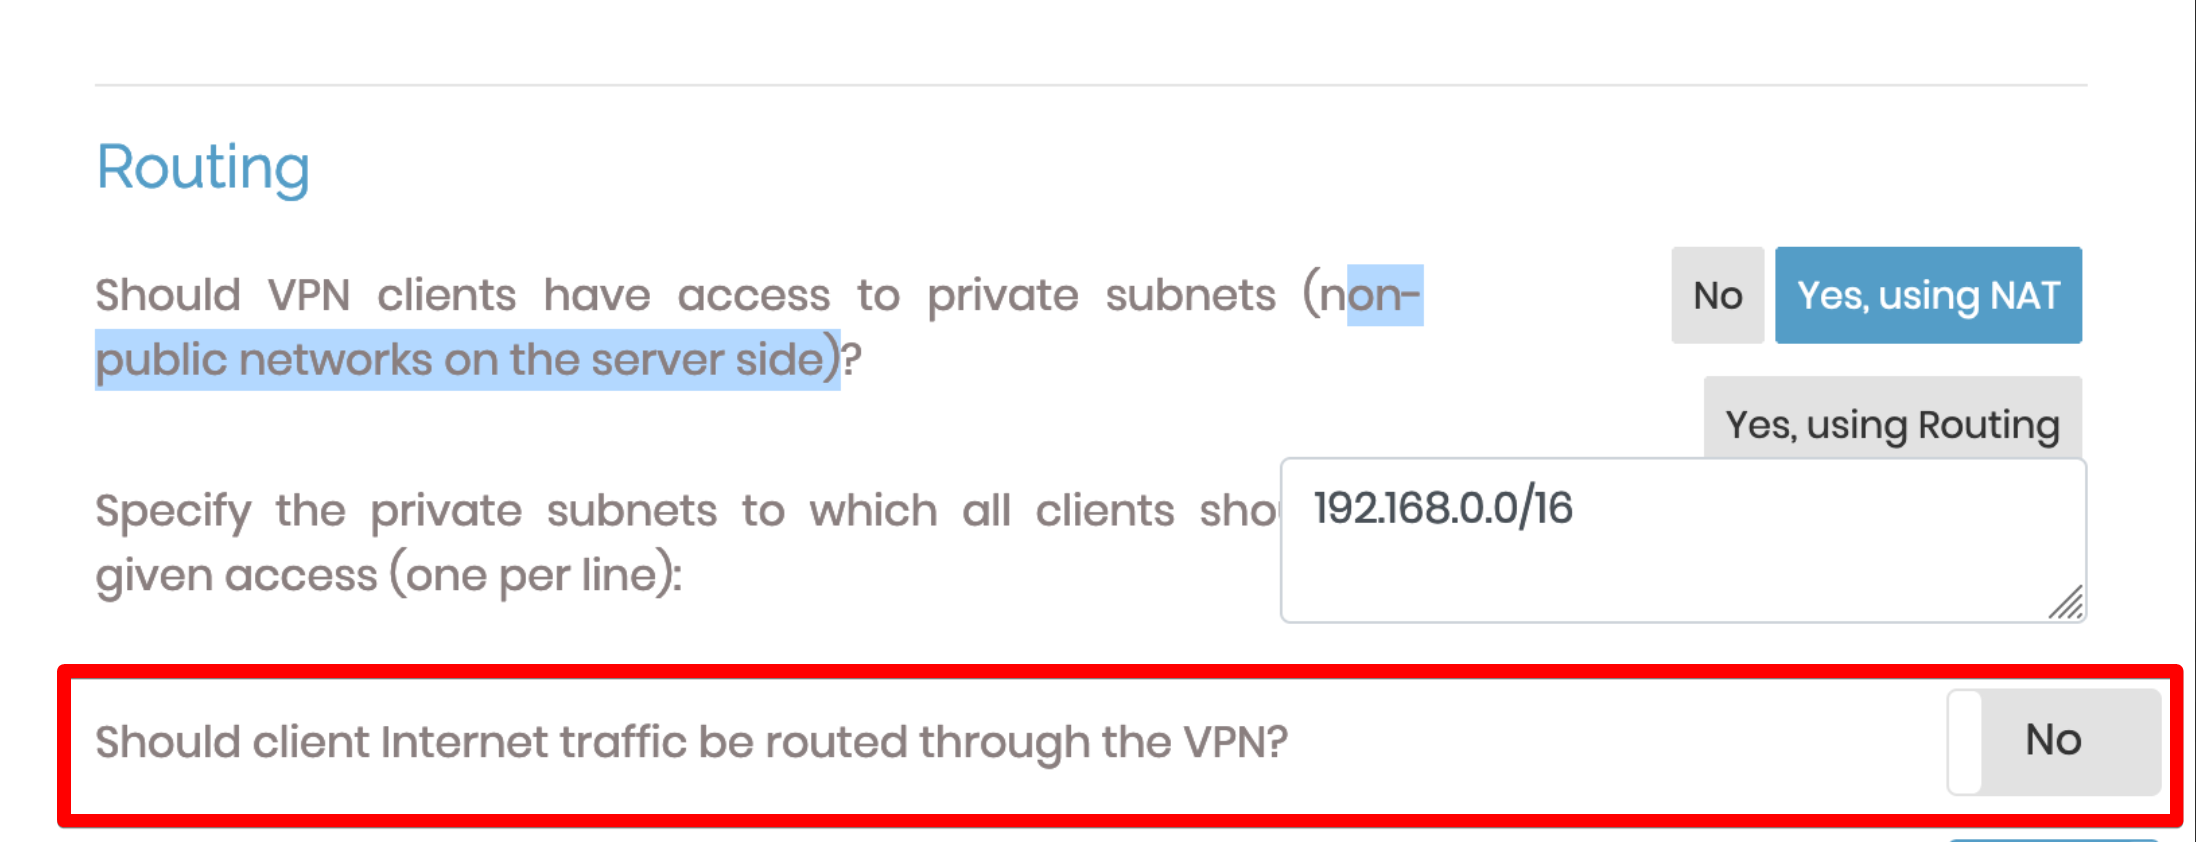 Routing
Should VPN clients have access to private subnets (non-
public networks on the server side)?
No
Yes, using NAT
Yes, using Routing
Specify the private subnets to which all clients
given access (one per line):
192.168.0.0/16
Should client Internet traffic be routed through the VPN?
No